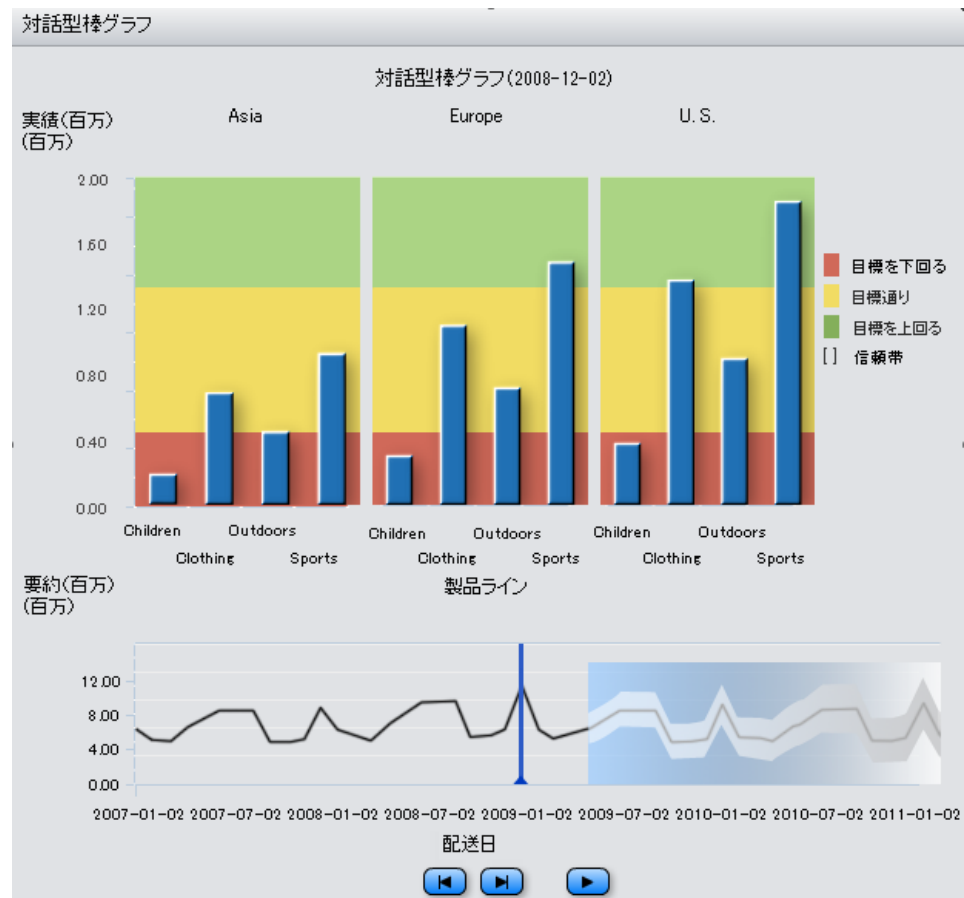 対話型棒グラフ
対話型棒グラフ(2008-12-02)
実績(百万)
(百万)
Asia Europe U.S.
2.00
1.60
1.20
0.80
0.40
0.00
目標を下回る
目標通り
目標を上回る
[] 信頼帯
Children Outdoors Children Outdoors Children Outdoors
Clothing Sports Clothing Sports Clothing Sports
製品ライン
要約(百万)
(百万)
12.00
8.00
4.00
0.00
2007-01-02 2007-07-02 2008-01-02 2008-07-02 2009-01-02 2009-07-02 2010-01-02 2010-07-02 2011-01-02
配送日